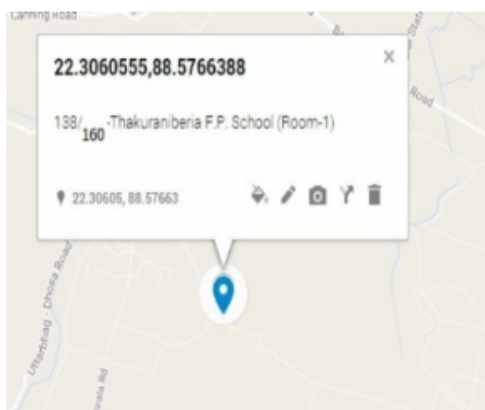 Canning Road
22.3060555,88.5766388
138/160-Thakuraniberia F.P. School (Room-1)
22.30605, 88.57663
Road
Uttarbhag - Dhosa Road
Rd